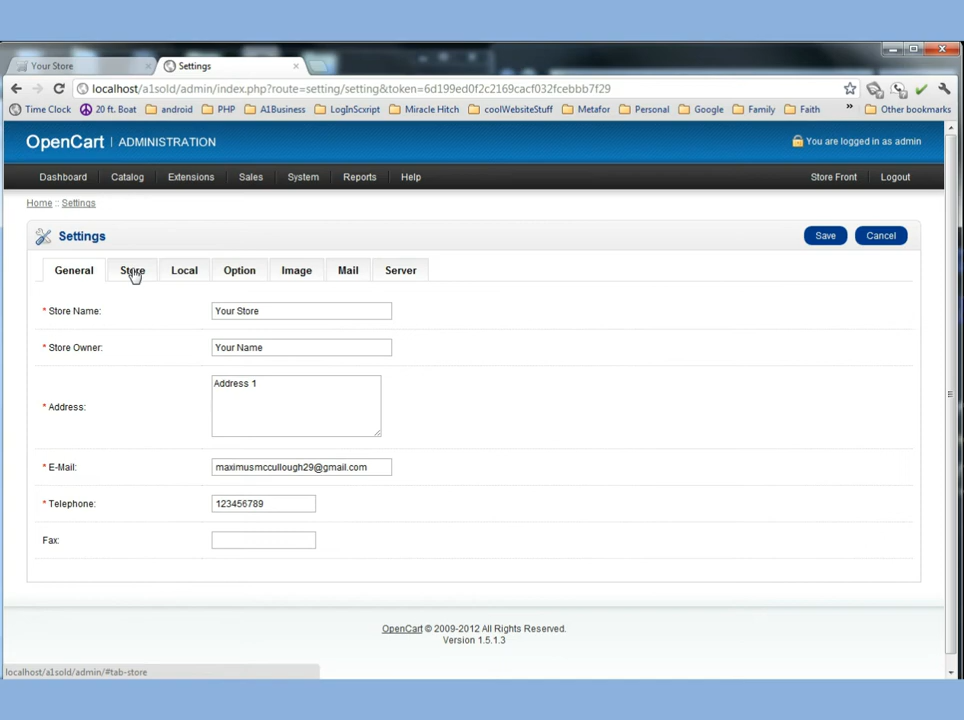 Your Store
Settings
localhost/a1sold/admin/index.php?route=setting/setting&token=6d199ed0f2c2169cacf032fcebbb7f29
Time Clock 20 ft. Boat android PHP A1Business LogInScxript Miracle Hitch coolWebsiteStuff Metafor Personal Google Family Faith » Other bookmarks
OpenCart | ADMINISTRATION
You are logged in as admin
Dashboard Catalog Extensions Sales System Reports Help Store Front Logout
Home :: Settings
Settings
Save Cancel
General Store Local Option Image Mail Server
* Store Name: Your Store
* Store Owner: Your Name
* Address: Address 1
* E-Mail: maximusmccullough29@gmail.com
* Telephone: 123456789
Fax:
OpenCart © 2009-2012 All Rights Reserved.
Version 1.5.1.3
localhost/a1sold/admin/#tab-store